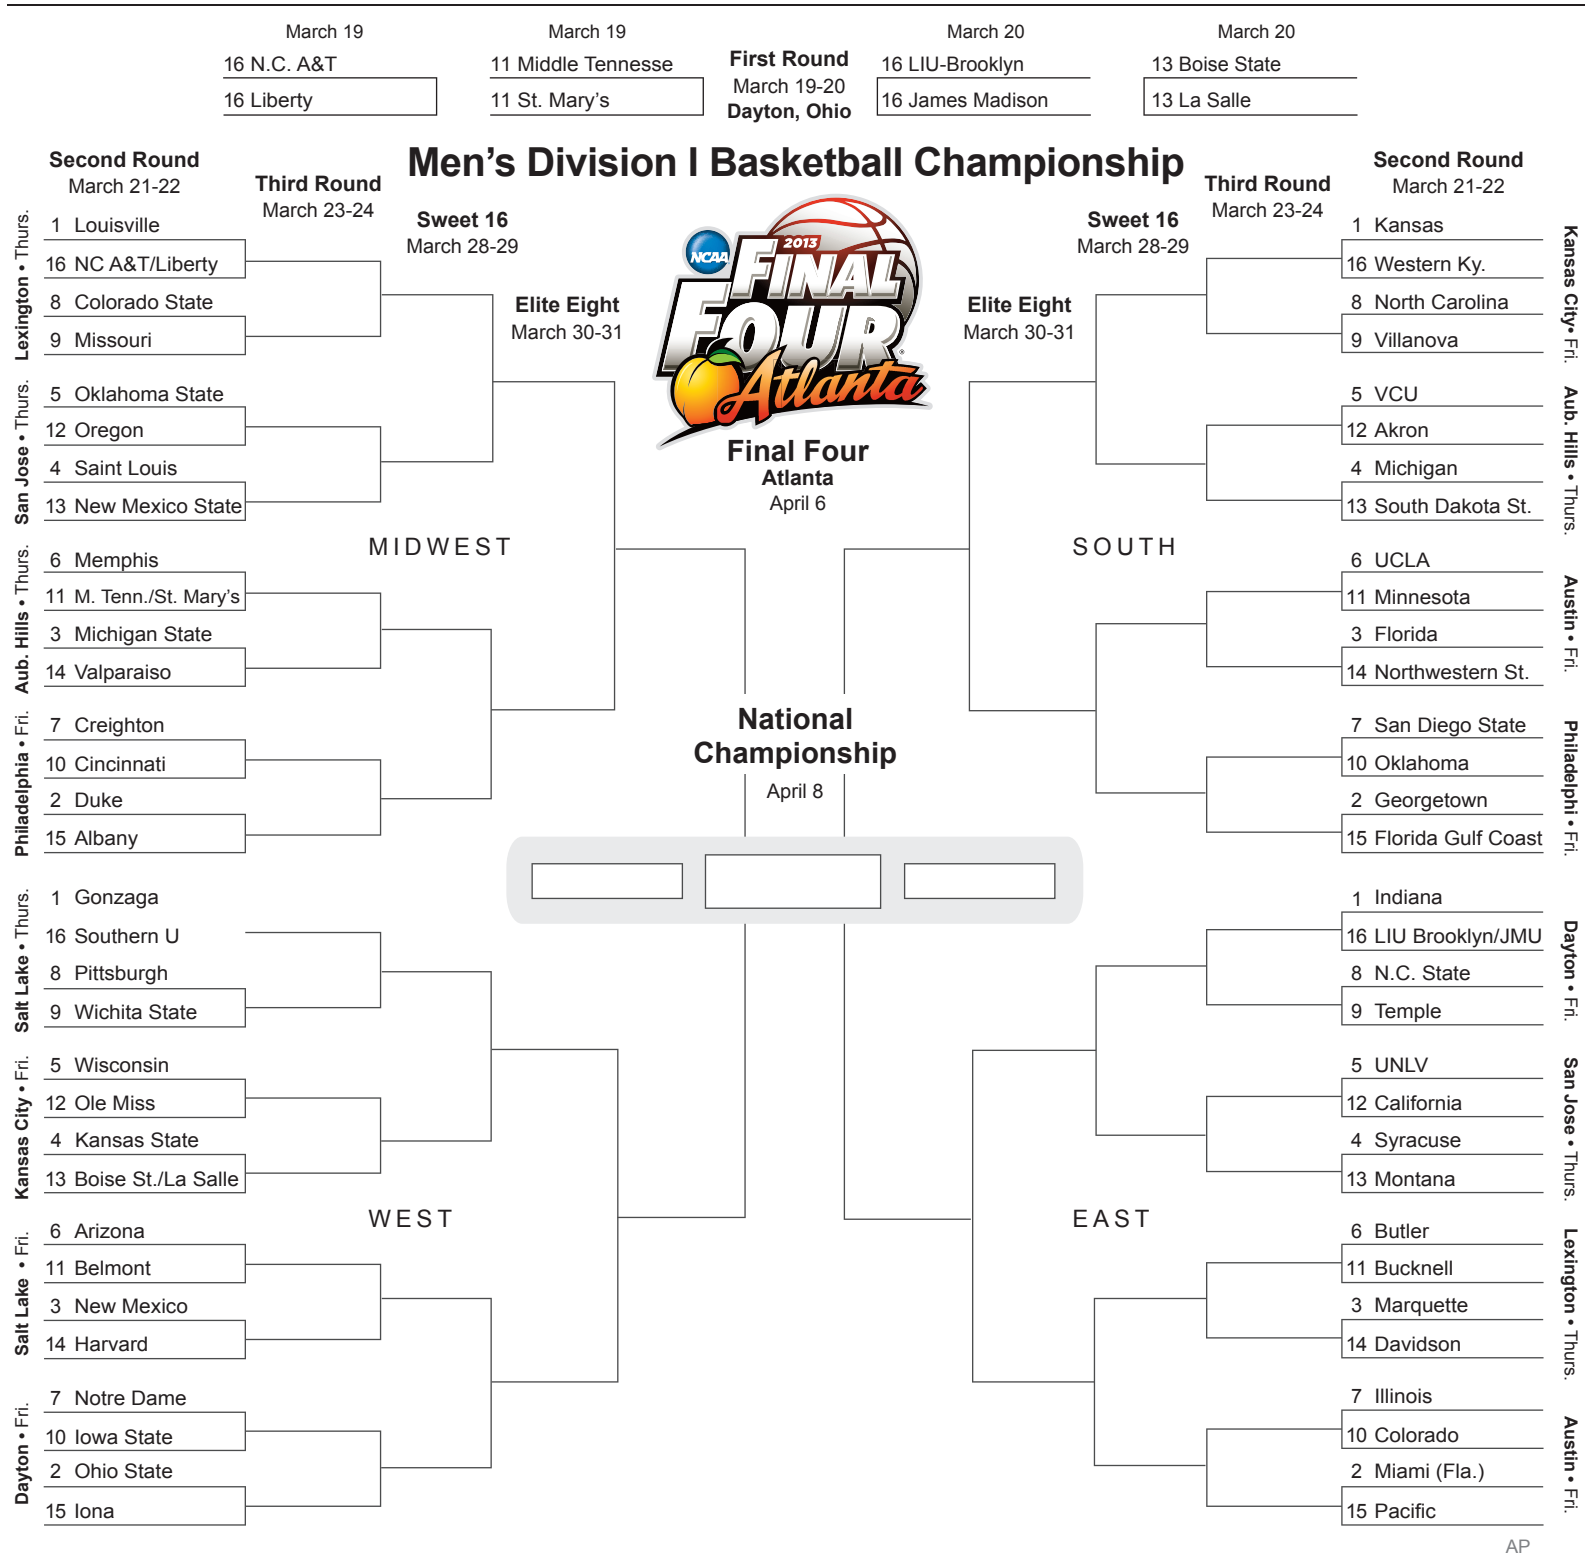 March 19
16 N.C. A&T
16 Liberty
March 19
11 Middle Tennesse
11 St. Mary's
First Round
March 19-20
Dayton, Ohio
March 20
16 LIU-Brooklyn
16 James Madison
March 20
13 Boise State
13 La Salle
Men's Division I Basketball Championship
Second Round
March 21-22
Third Round
March 23-24
Sweet 16
March 28-29
Elite Eight
March 30-31
NCAA
2013
FINAL
FOUR
Atlanta
Final Four
Atlanta
April 6
Elite Eight
March 30-31
Sweet 16
March 28-29
Third Round
March 23-24
Second Round
March 21-22
Lexington • Thurs.
1 Louisville
16 NC A&T/Liberty
8 Colorado State
9 Missouri
San Jose • Thurs.
5 Oklahoma State
12 Oregon
4 Saint Louis
13 New Mexico State
MIDWEST
Aub. Hills • Thurs.
6 Memphis
11 M. Tenn./St. Mary's
3 Michigan State
14 Valparaiso
Philadelphia • Fri.
7 Creighton
10 Cincinnati
2 Duke
15 Albany
Salt Lake • Thurs.
1 Gonzaga
16 Southern U
8 Pittsburgh
9 Wichita State
Kansas City • Fri.
5 Wisconsin
12 Ole Miss
4 Kansas State
13 Boise St./La Salle
WEST
Salt Lake • Fri.
6 Arizona
11 Belmont
3 New Mexico
14 Harvard
Dayton • Fri.
7 Notre Dame
10 Iowa State
2 Ohio State
15 Iona
National
Championship
April 8
1 Kansas
16 Western Ky.
8 North Carolina
9 Villanova
Kansas City• Fri.
5 VCU
12 Akron
4 Michigan
13 South Dakota St.
Aub. Hills • Thurs.
SOUTH
6 UCLA
11 Minnesota
3 Florida
14 Northwestern St.
Austin • Fri.
7 San Diego State
10 Oklahoma
2 Georgetown
15 Florida Gulf Coast
Philadelphi • Fri.
1 Indiana
16 LIU Brooklyn/JMU
8 N.C. State
9 Temple
Dayton • Fri.
5 UNLV
12 California
4 Syracuse
13 Montana
San Jose • Thurs.
EAST
6 Butler
11 Bucknell
3 Marquette
14 Davidson
Lexington • Thurs.
7 Illinois
10 Colorado
2 Miami (Fla.)
15 Pacific
Austin • Fri.
AP